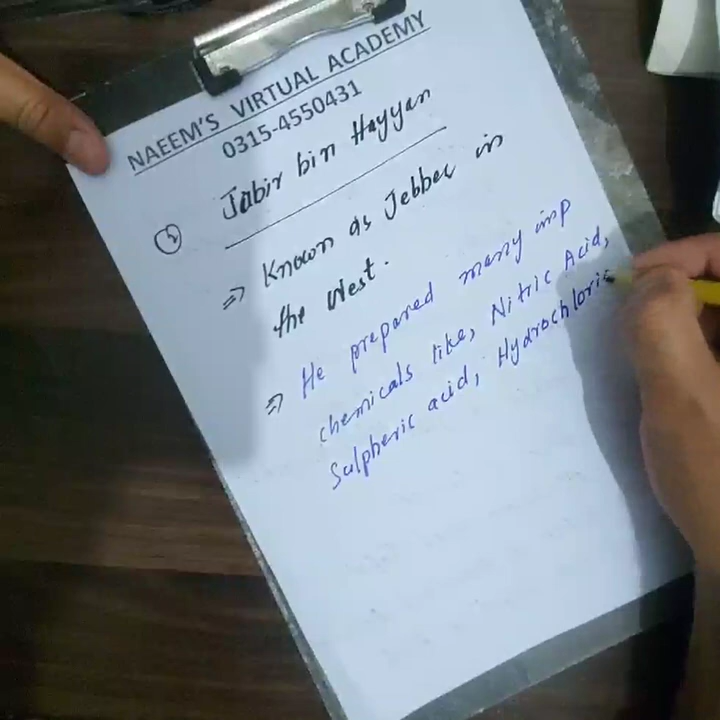 NAEEM'S VIRTUAL ACADEMY
0315-4550431
Jabir bin Hayyan
⇒ Known as Jebber in
the West.
⇒ He prepared many imp
chemicals like, Nitric Acid,
Sulpheric acid, Hydrochloric